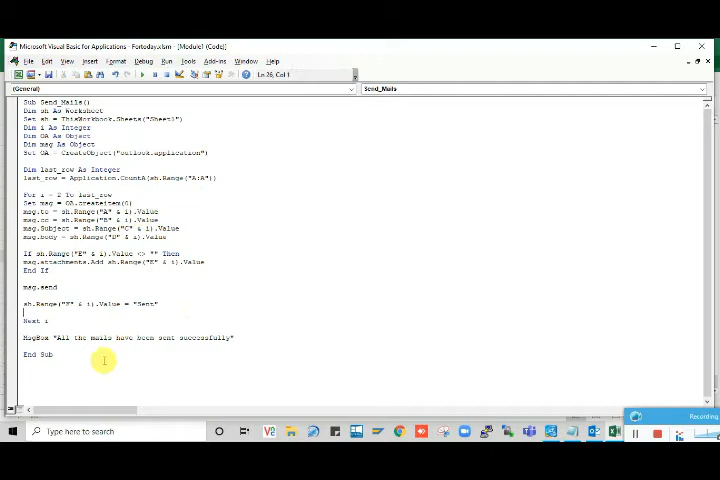 Microsoft Visual Basic for Applications - Fortoday.xlsm - [Module1 (Code)]
File Edit View Insert Format Debug Run Tools Add-Ins Window Help
Ln 26, Col 1
(General) Send_Mails
Sub Send_Mails()
Dim sh As Worksheet
Set sh = ThisWorkbook.Sheets("Sheet1")
Dim i As Integer
Dim OA As Object
Dim msg As Object
Set OA = CreateObject("outlook.application")
Dim last_row As Integer
last_row = Application.CountA(sh.Range("A:A"))
For i = 2 To last_row
Set msg = OA.createitem(0)
msg.to = sh.Range("A" & i).Value
msg.cc = sh.Range("B" & i).Value
msg.Subject = sh.Range("C" & i).Value
msg.body = sh.Range("D" & i).Value
If sh.Range("E" & i).Value <> "" Then
msg.attachments.Add sh.Range("E" & i).Value
End If
msg.send
sh.Range("F" & i).Value = "Sent"
Next i
MsgBox "All the mails have been sent successfully"
End Sub
Recording
Type here to search